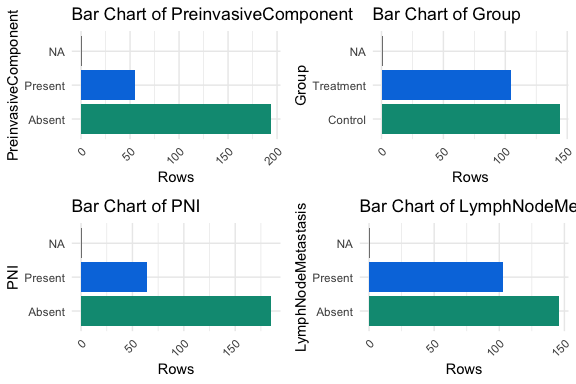 Bar Chart of PreinvasiveComponent
PreinvasiveComponent
NA
Present
Absent
0
50
100
150
200
Rows
Bar Chart of Group
Group
NA
Treatment
Control
0
50
100
150
Rows
Bar Chart of PNI
PNI
NA
Present
Absent
0
50
100
150
Rows
Bar Chart of LymphNodeMe
LymphNodeMetastasis
NA
Present
Absent
0
50
100
150
Rows